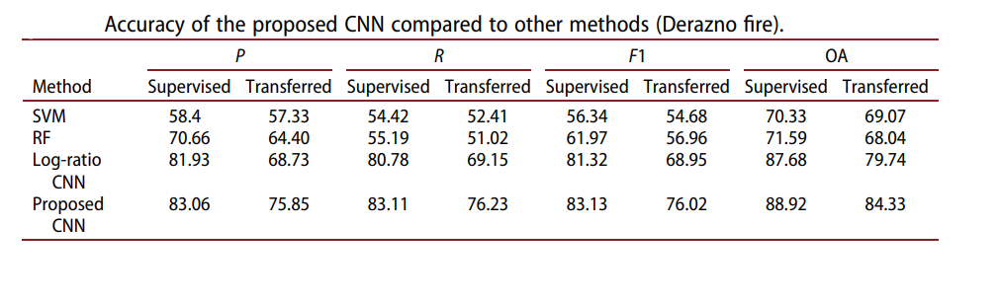 Accuracy of the proposed CNN compared to other methods (Derazno fire).
P R F1 OA
Method Supervised Transferred Supervised Transferred Supervised Transferred Supervised Transferred
SVM 58.4 57.33 54.42 52.41 56.34 54.68 70.33 69.07
RF 70.66 64.40 55.19 51.02 61.97 56.96 71.59 68.04
Log-ratio 81.93 68.73 80.78 69.15 81.32 68.95 87.68 79.74
CNN
Proposed 83.06 75.85 83.11 76.23 83.13 76.02 88.92 84.33
CNN